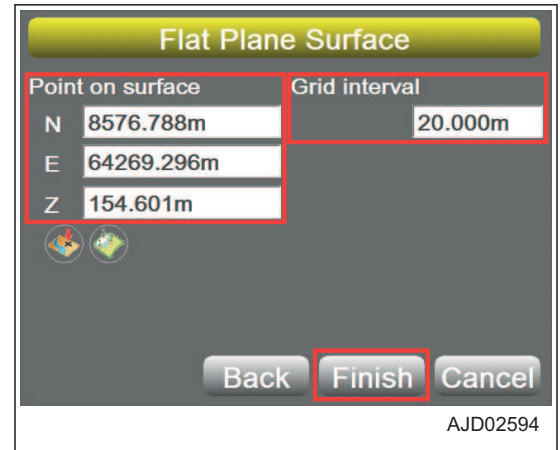 Flat Plane Surface
Point on surface Grid interval
N 8576.788m 20.000m
E 64269.296m
Z 154.601m
Back Finish Cancel
AJD02594